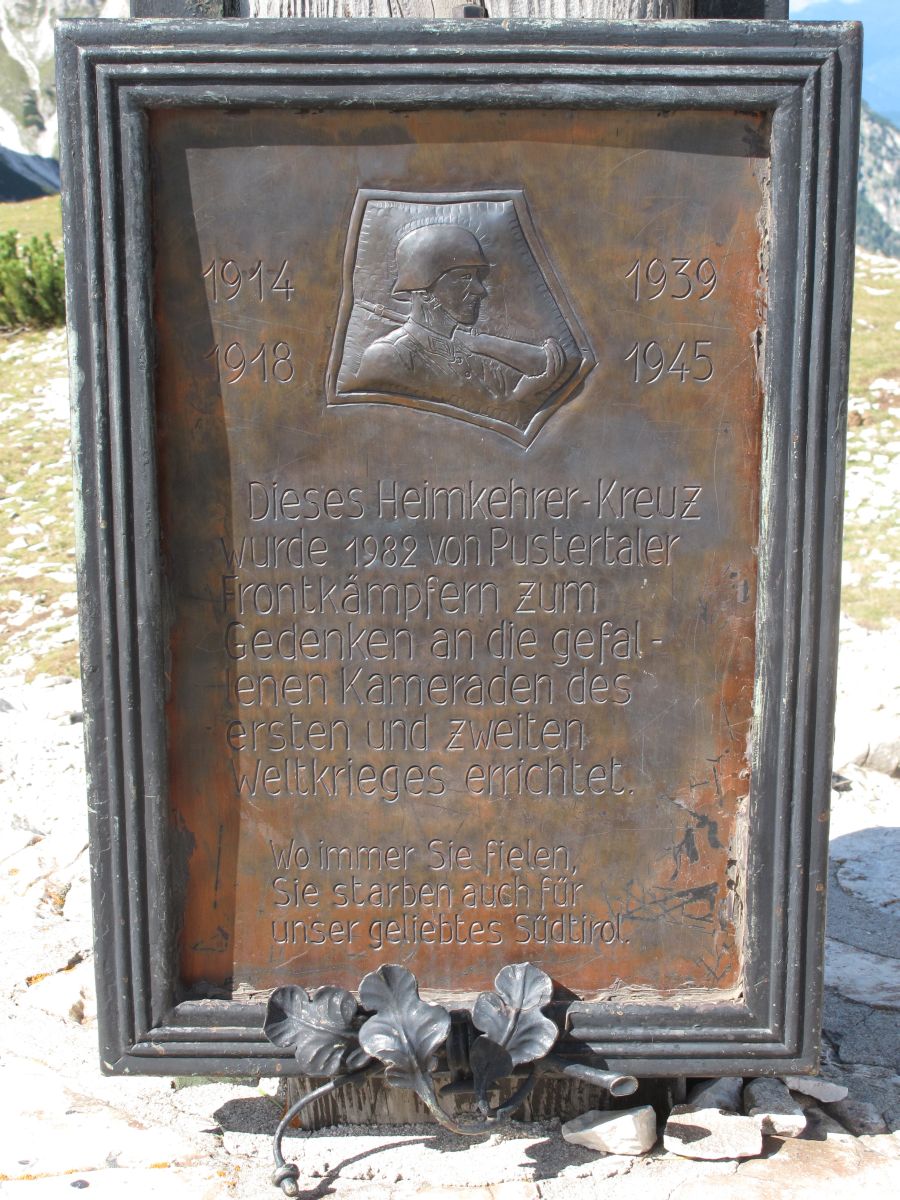 1914 1939
1918 1945
Dieses Heimkehrer-Kreuz
wurde 1982 von Pustertaler
Frontkämpfern zum
Gedenken an die gefal-
lenen Kameraden des
ersten und zweiten
Weltkrieges errichtet.
Wo immer Sie fielen,
Sie starben auch für
unser geliebtes Südtirol.